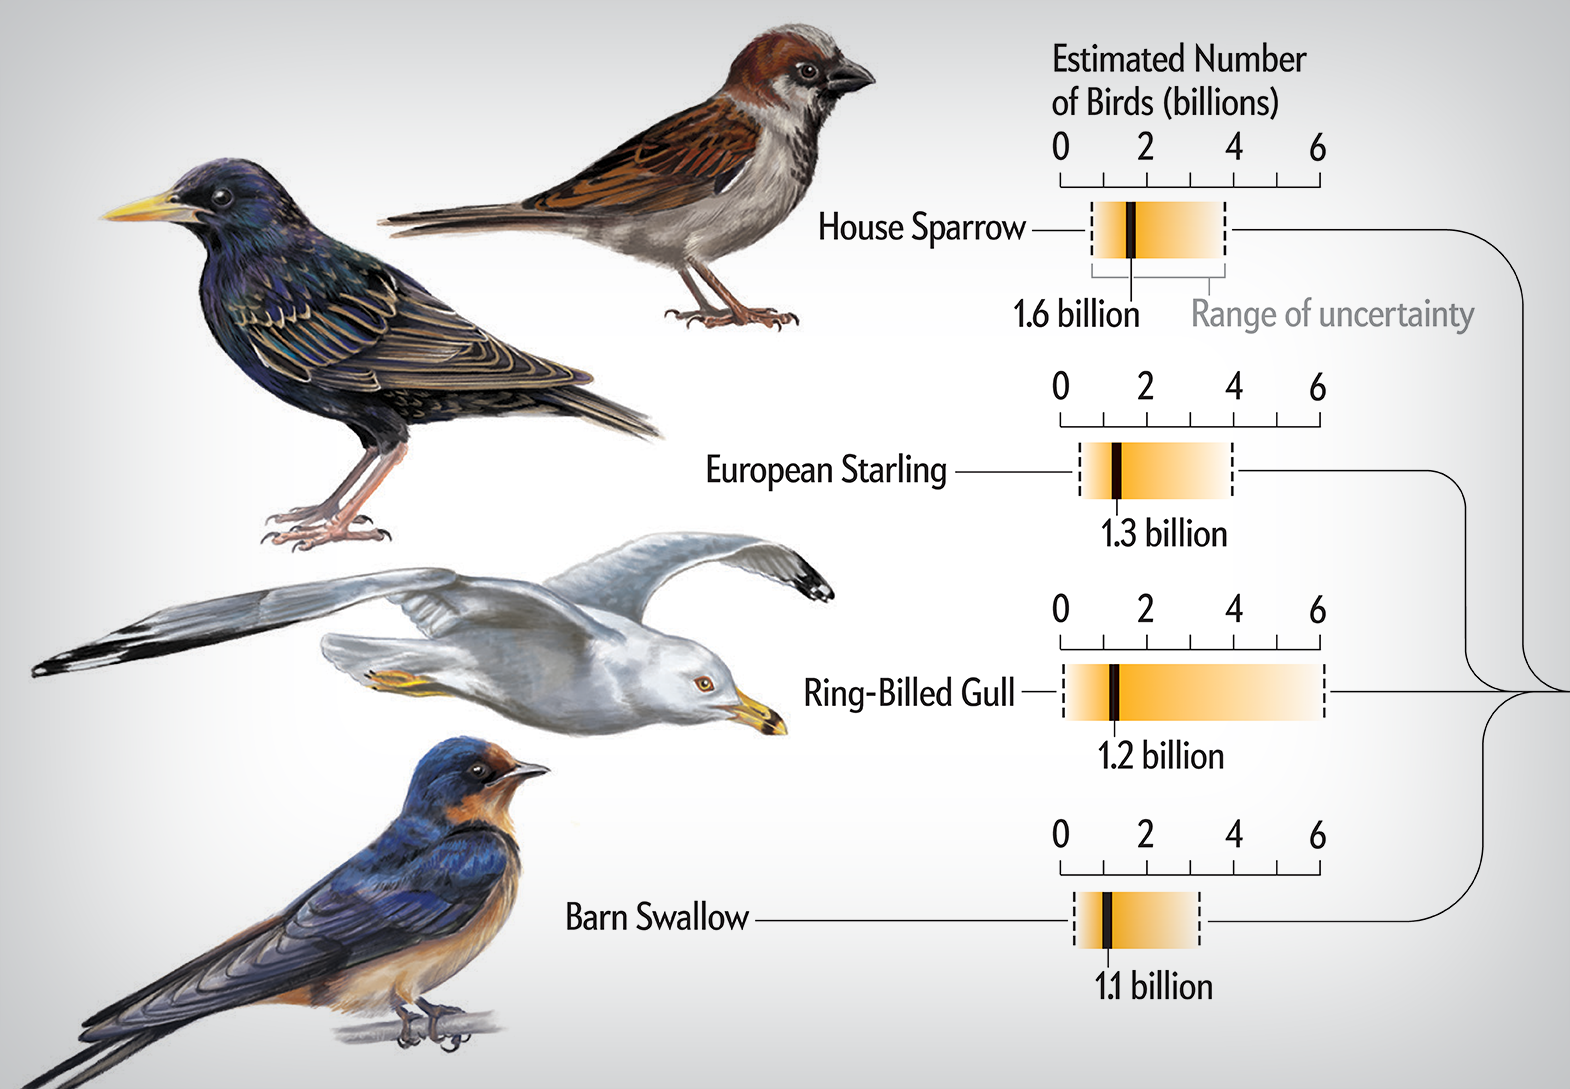 Estimated Number
of Birds (billions)
0 2 4 6
House Sparrow
1.6 billion
Range of uncertainty
0 2 4 6
European Starling
1.3 billion
0 2 4 6
Ring-Billed Gull
1.2 billion
0 2 4 6
Barn Swallow
1.1 billion